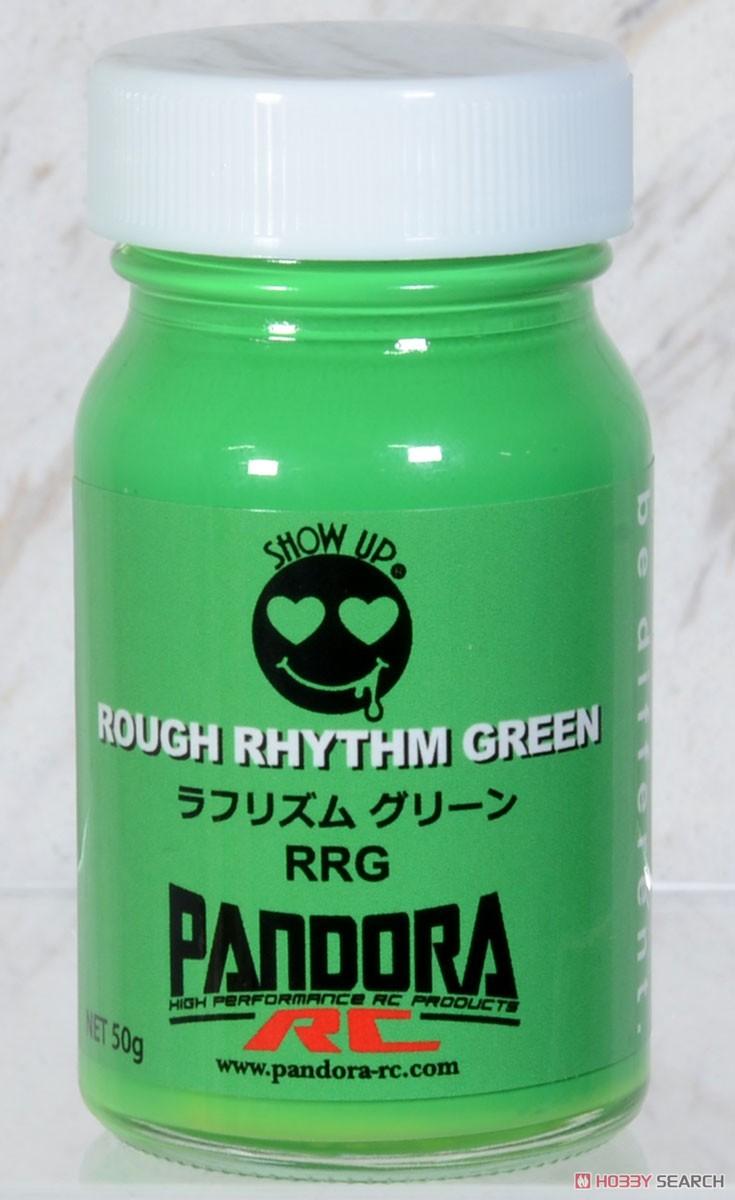 SHOW UP
ROUGH RHYTHM GREEN
ラフリズム グリーン
RRG
PANDORA
HIGH PERFORMANCE RC PRODUCTS
RC
www.pandora-rc.com
NET 50g
be different.
HOBBY SEARCH